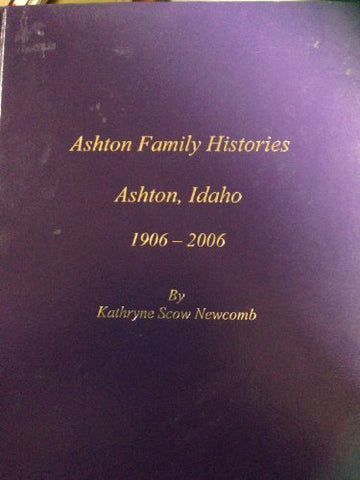 Ashton Family Histories
Ashton, Idaho
1906 – 2006
By
Kathryne Scow Newcomb